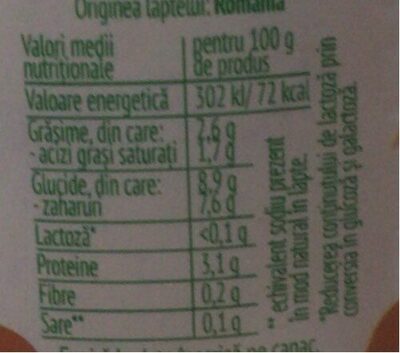 Originea laptelui: România
Valori medii nutriționale pentru 100 g de produs
Valoare energetică 302 kJ/ 72 kcal
Grăsime, din care: 2,6 g
- acizi grași saturați 1,7 g
Glucide, din care: 8,9 g
- zaharuri 7,6 g
Lactoză* <0,1 g
Proteine 3,1 g
Fibre 0,2 g
Sare** 0,1 g
** echivalent sodiu prezent
în mod natural în lapte.
*Reducerea conținutului de lactoză prin
conversia în glucoză și galactoză.